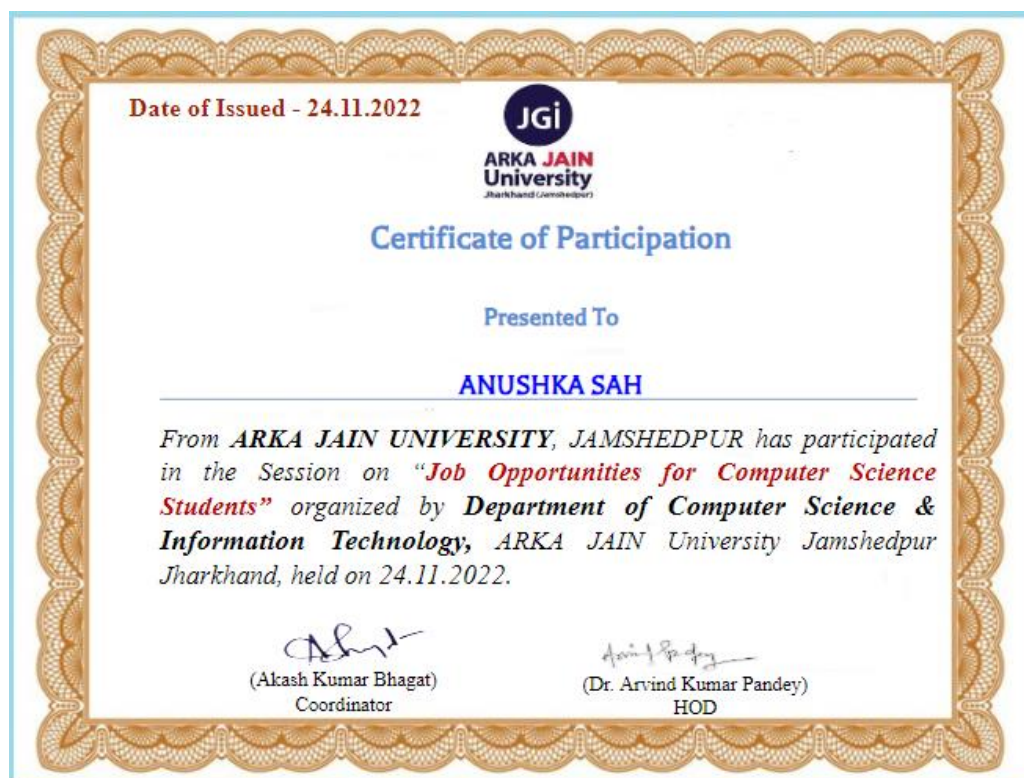 Date of Issued - 24.11.2022
JGi
ARKA JAIN
University
Jharkhand (Jamshedpur)
Certificate of Participation
Presented To
ANUSHKA SAH
From ARKA JAIN UNIVERSITY, JAMSHEDPUR has participated
in the Session on “Job Opportunities for Computer Science
Students” organized by Department of Computer Science &
Information Technology, ARKA JAIN University Jamshedpur
Jharkhand, held on 24.11.2022.
(Akash Kumar Bhagat)
Coordinator
(Dr. Arvind Kumar Pandey)
HOD